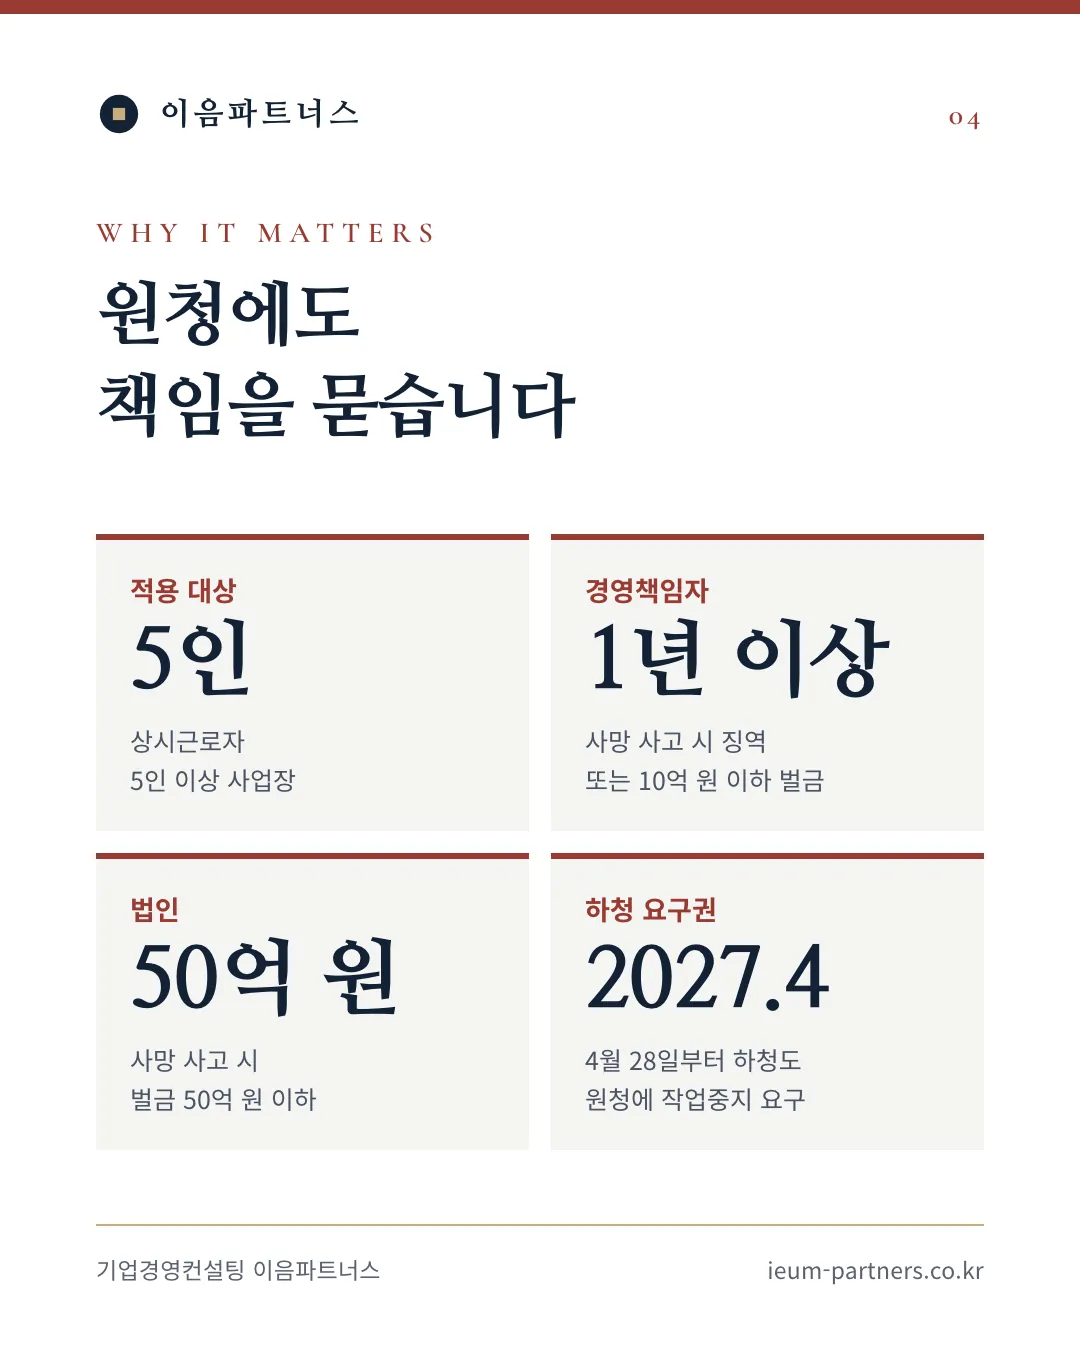 이음파트너스
04
WHY IT MATTERS
원청에도
책임을 묻습니다
적용 대상
5인
상시근로자
5인 이상 사업장
경영책임자
1년 이상
사망 사고 시 징역
또는 10억 원 이하 벌금
법인
50억 원
사망 사고 시
벌금 50억 원 이하
하청 요구권
2027.4
4월 28일부터 하청도
원청에 작업중지 요구
기업경영컨설팅 이음파트너스
ieum-partners.co.kr